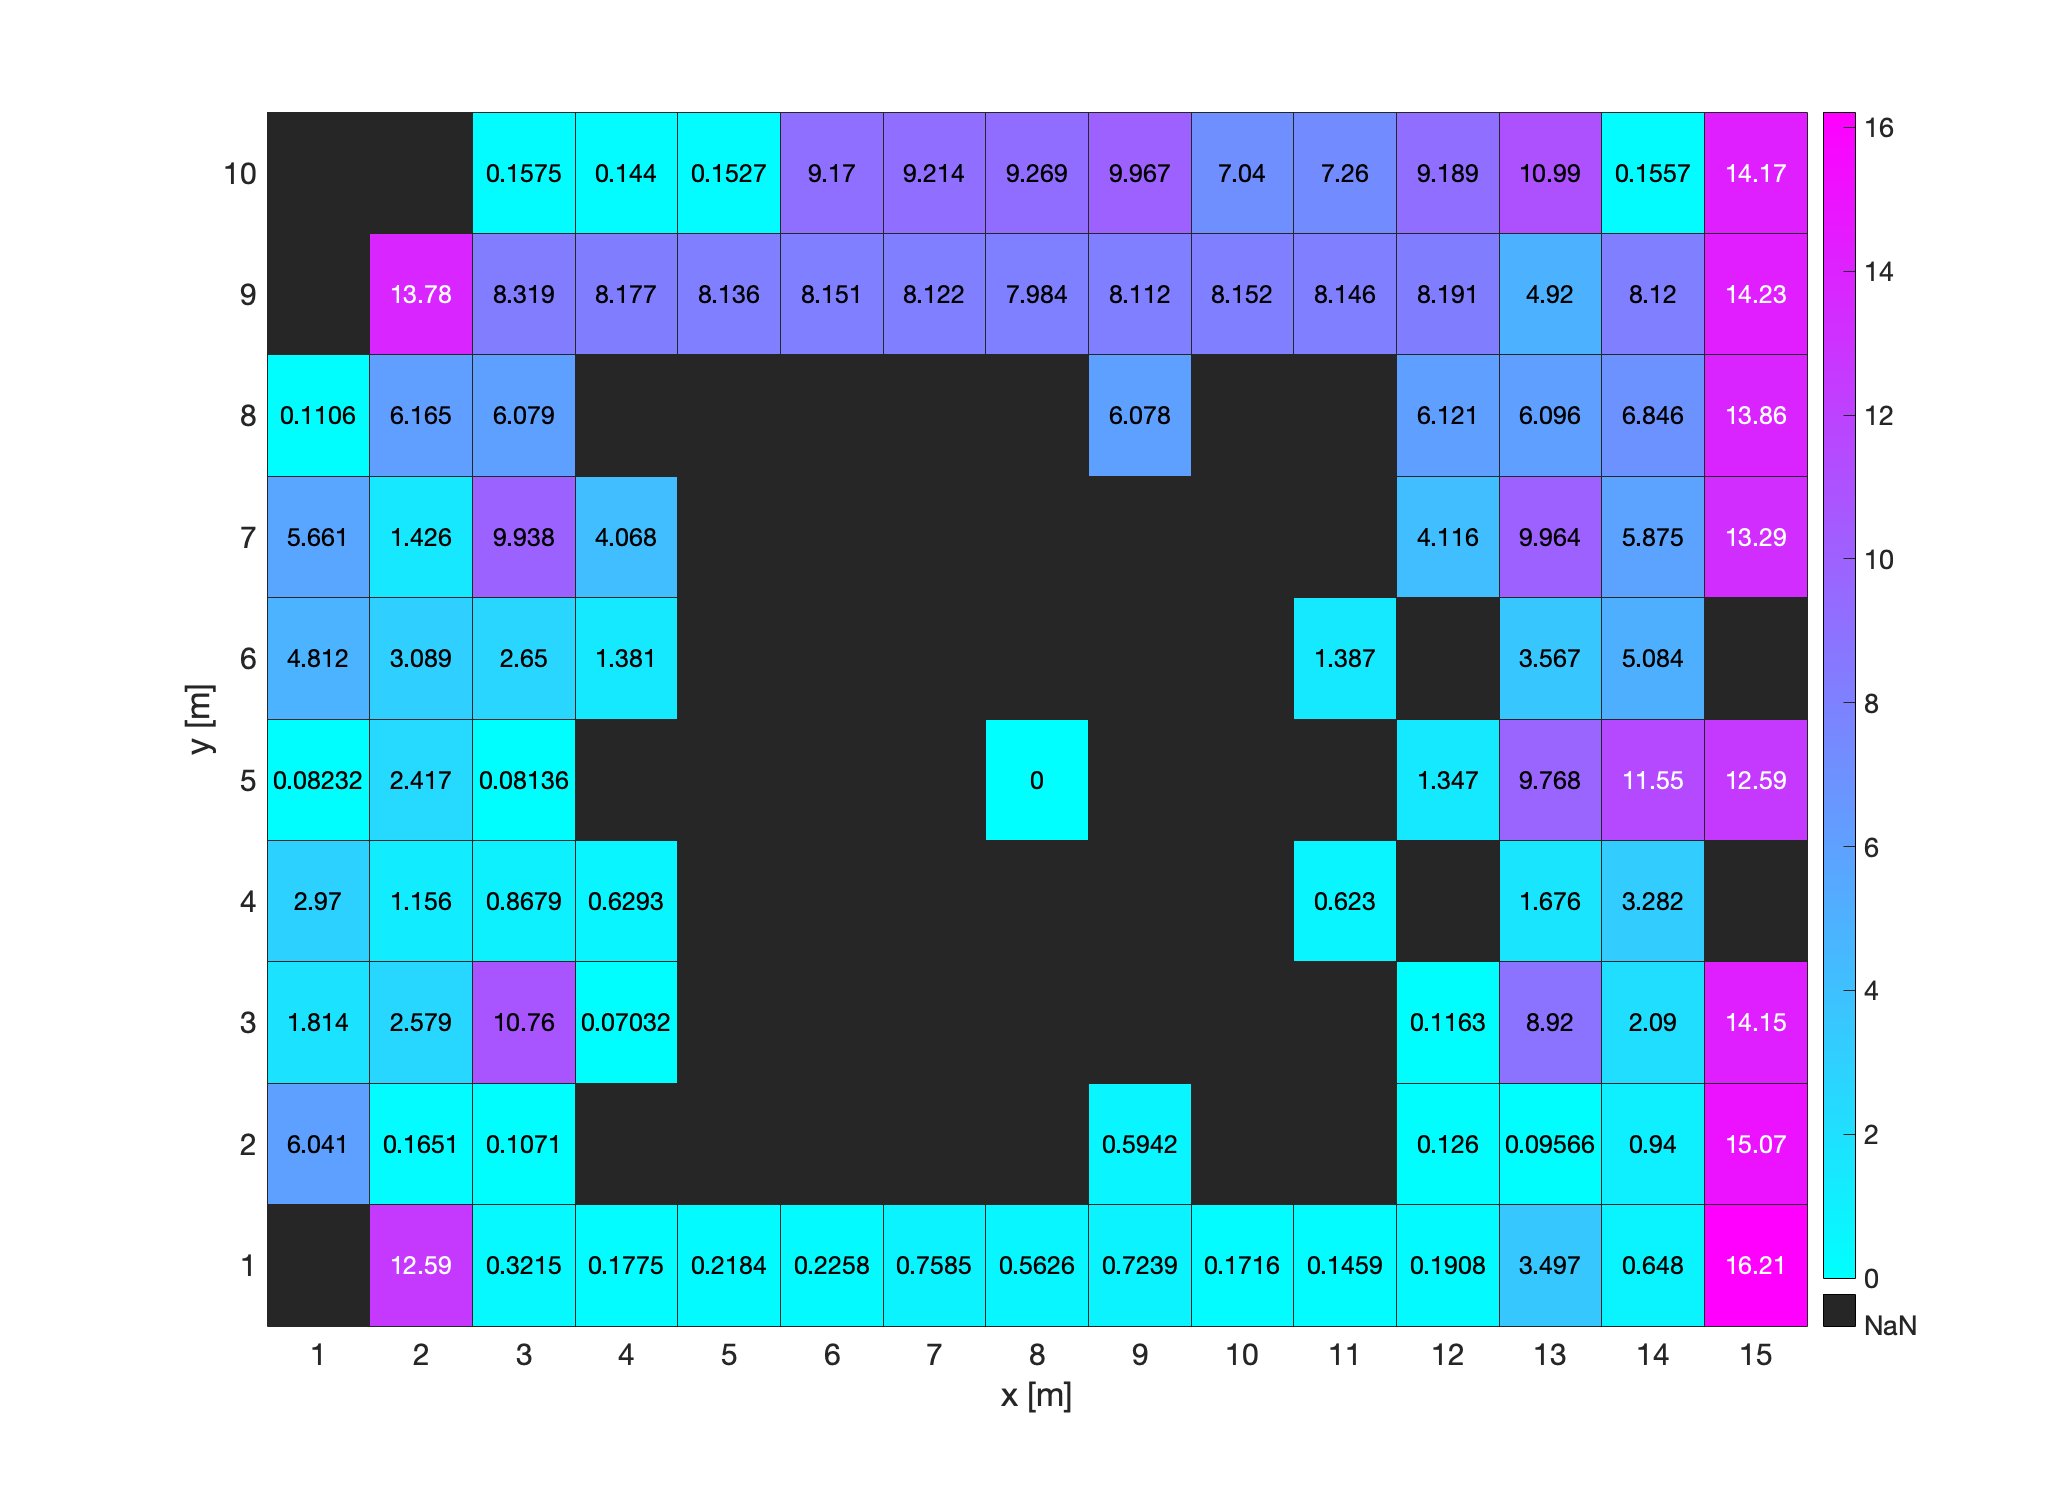 10 0.1575 0.144 0.1527 9.17 9.214 9.269 9.967 7.04 7.26 9.189 10.99 0.1557 14.17
9 13.78 8.319 8.177 8.136 8.151 8.122 7.984 8.112 8.152 8.146 8.191 4.92 8.12 14.23
8 0.1106 6.165 6.079 6.078 6.121 6.096 6.846 13.86
7 5.661 1.426 9.938 4.068 4.116 9.964 5.875 13.29
6 4.812 3.089 2.65 1.381 1.387 3.567 5.084
5 0.08232 2.417 0.08136 0 1.347 9.768 11.55 12.59
4 2.97 1.156 0.8679 0.6293 0.623 1.676 3.282
3 1.814 2.579 10.76 0.07032 0.1163 8.92 2.09 14.15
2 6.041 0.1651 0.1071 0.5942 0.126 0.09566 0.94 15.07
1 12.59 0.3215 0.1775 0.2184 0.2258 0.7585 0.5626 0.7239 0.1716 0.1459 0.1908 3.497 0.648 16.21
1 2 3 4 5 6 7 8 9 10 11 12 13 14 15
x [m]
y [m]
16
14
12
10
8
6
4
2
0
NaN